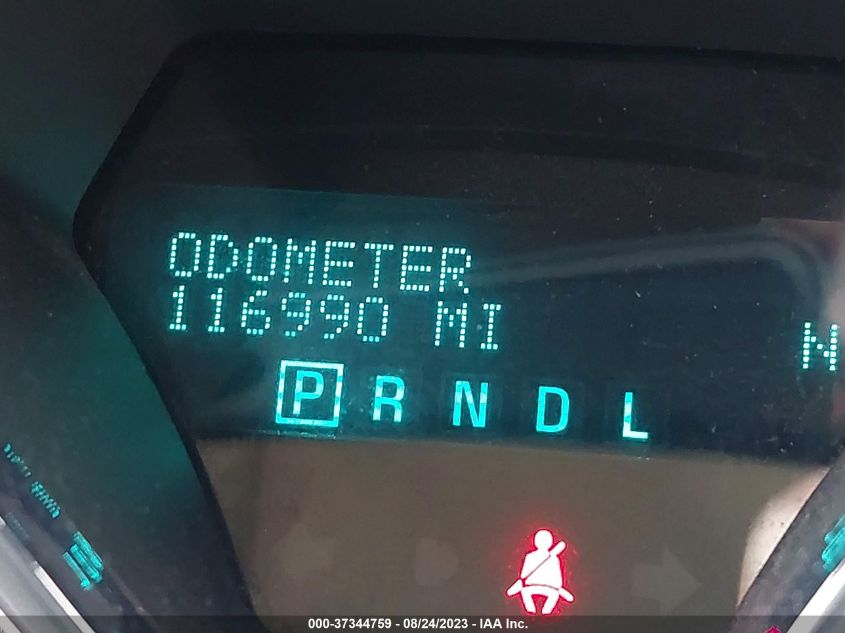 ODOMETER
116990 MI
N
P R N D L
000-37344759 - 08/24/2023 - IAA Inc.